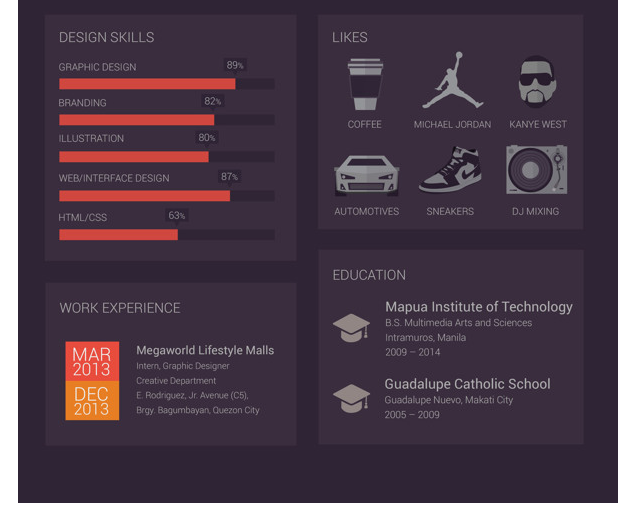 DESIGN SKILLS
GRAPHIC DESIGN 89%
BRANDING 82%
ILLUSTRATION 80%
WEB/INTERFACE DESIGN 87%
HTML/CSS 63%
LIKES
COFFEE MICHAEL JORDAN KANYE WEST
AUTOMOTIVES SNEAKERS DJ MIXING
WORK EXPERIENCE
MAR
2013
DEC
2013
Megaworld Lifestyle Malls
Intern, Graphic Designer
Creative Department
E. Rodriguez, Jr. Avenue (C5),
Brgy. Bagumbayan, Quezon City
EDUCATION
Mapua Institute of Technology
B.S. Multimedia Arts and Sciences
Intramuros, Manila
2009 – 2014
Guadalupe Catholic School
Guadalupe Nuevo, Makati City
2005 – 2009